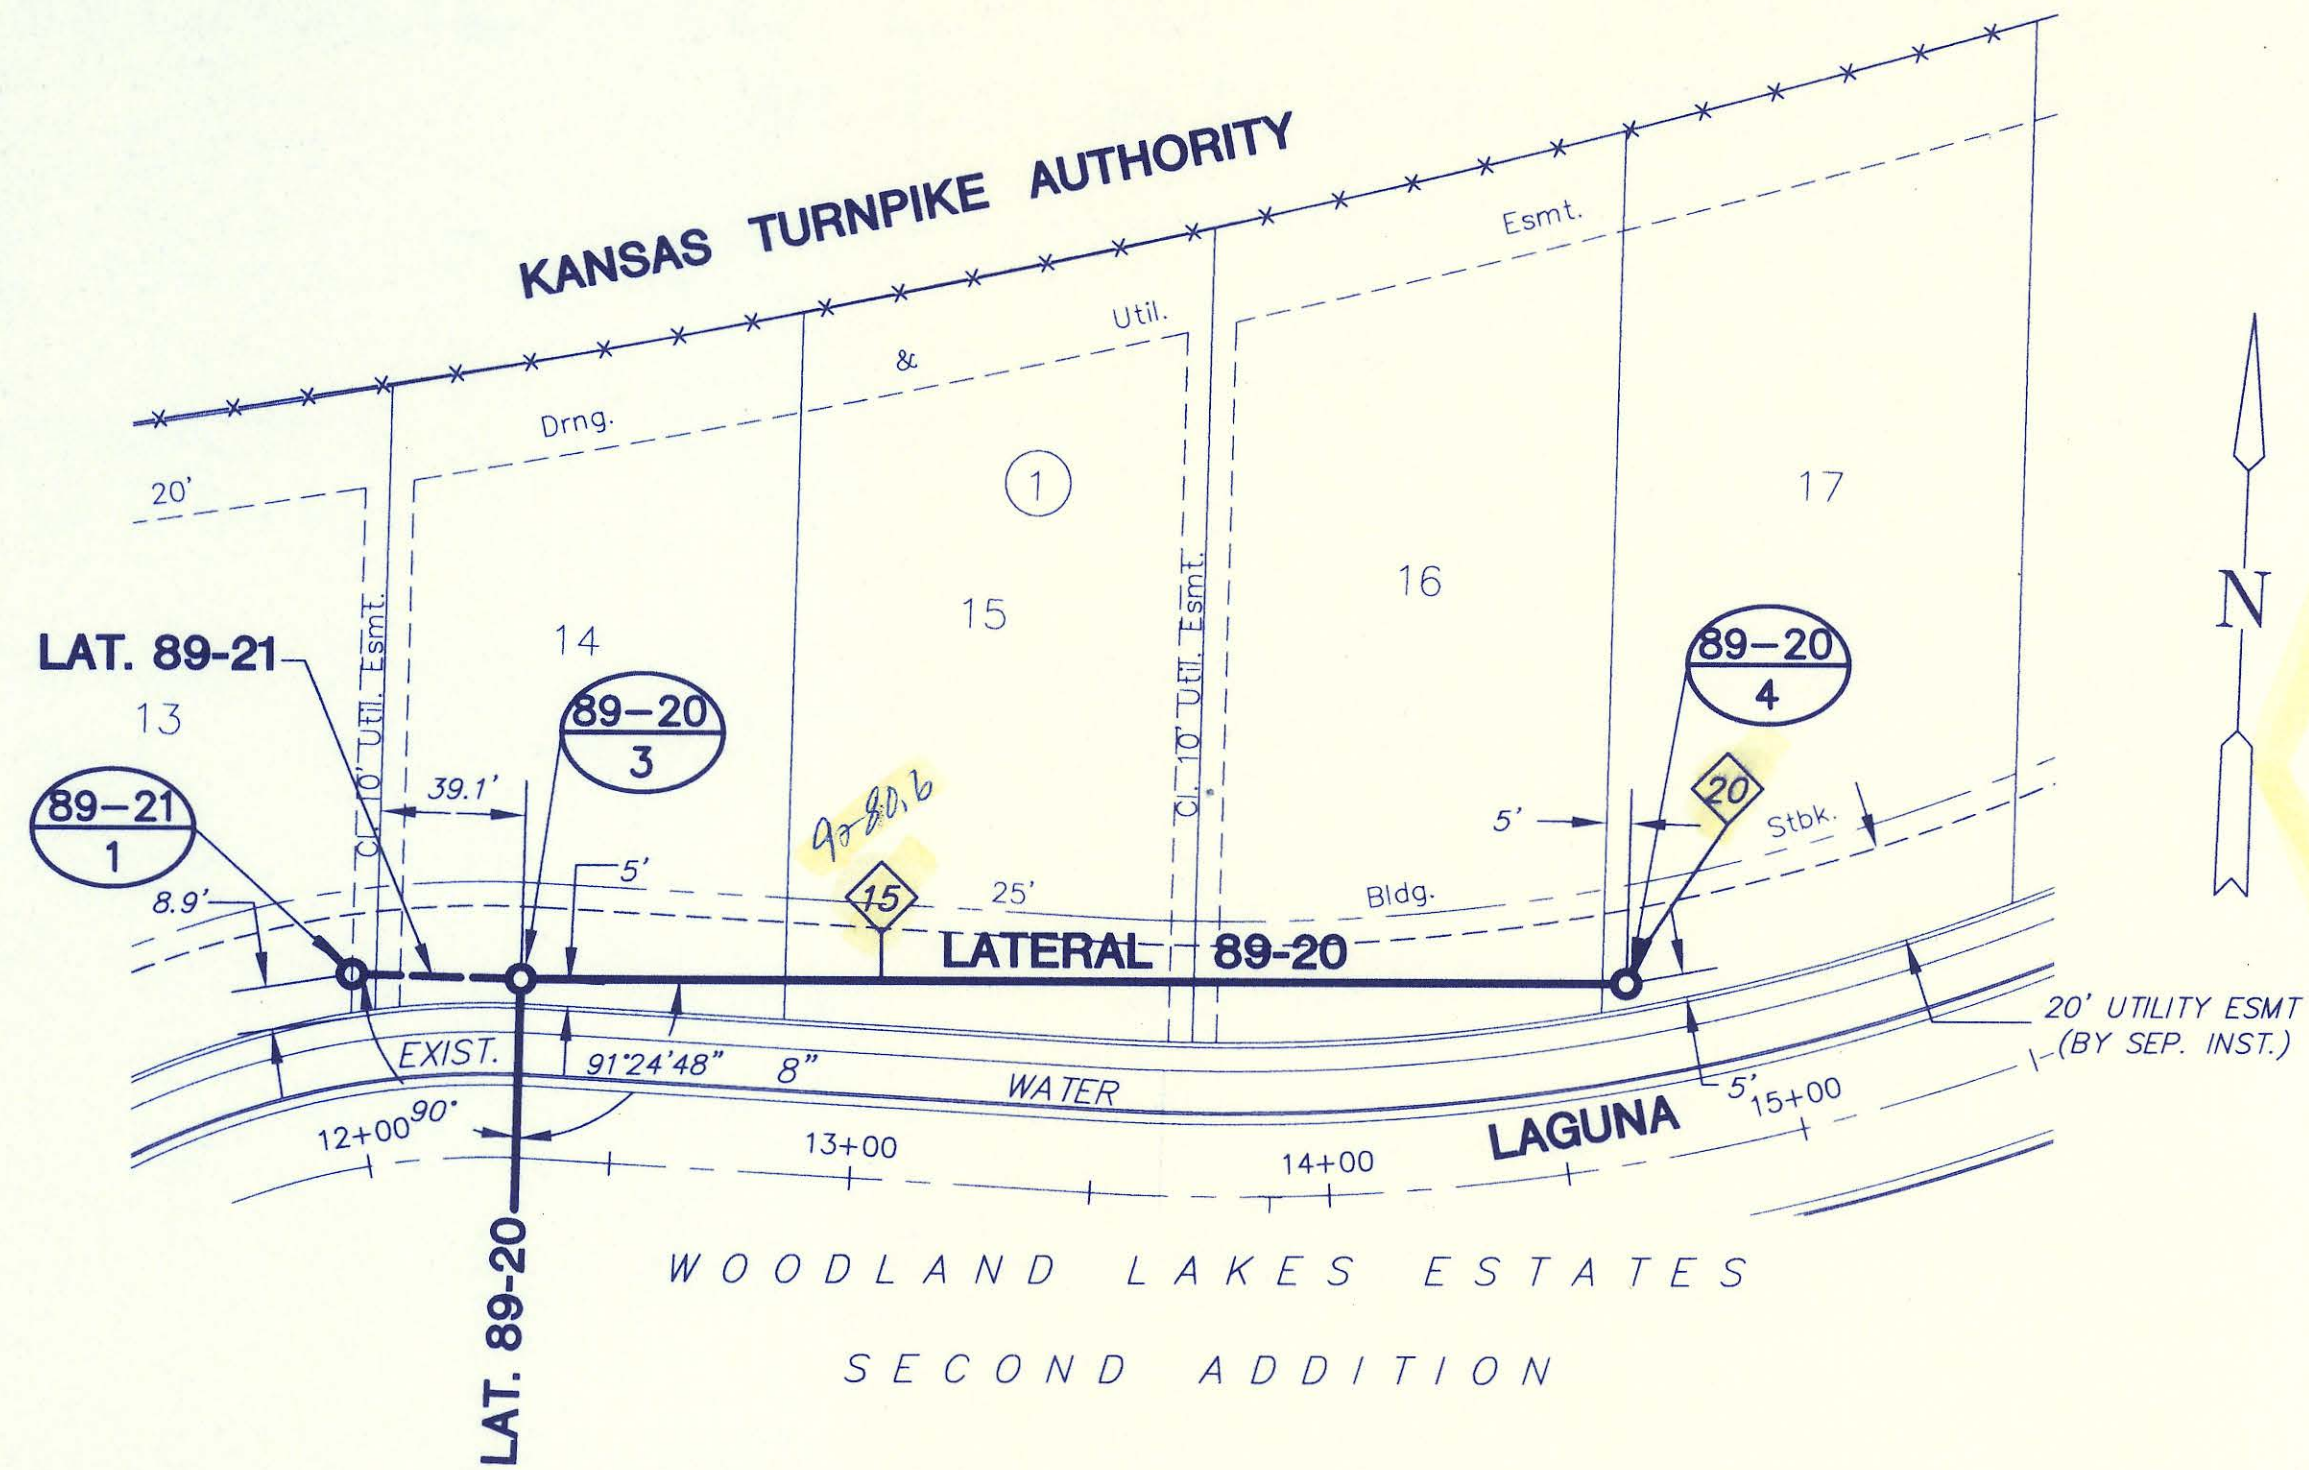 KANSAS TURNPIKE AUTHORITY
Esmt.
Util.
&
Drng.
20'
1
17
16
15
14
13
Cl. 10' Util. Esmt.
Cl. 10' Util. Esmt.
LAT. 89-21
89-20
4
89-20
3
89-21
1
39.1'
20
5'
Stbk.
5'
8.9'
15
25'
Bldg.
LATERAL 89-20
20' UTILITY ESMT
(BY SEP. INST.)
EXIST.
91°24'48"
8"
WATER
5'
90°
12+00
13+00
14+00
15+00
LAGUNA
LAT. 89-20
N
WOODLAND LAKES ESTATES
SECOND ADDITION